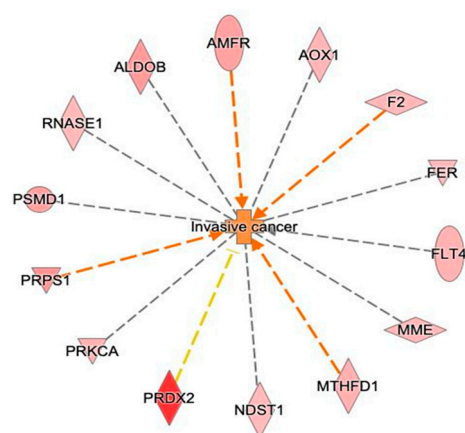 AMFR
ALDOB
AOX1
F2
RNASE1
FER
PSMD1
Invasive cancer
FLT4
PRPS1
MME
PRKCA
MTHFD1
PRDX2
NDST1